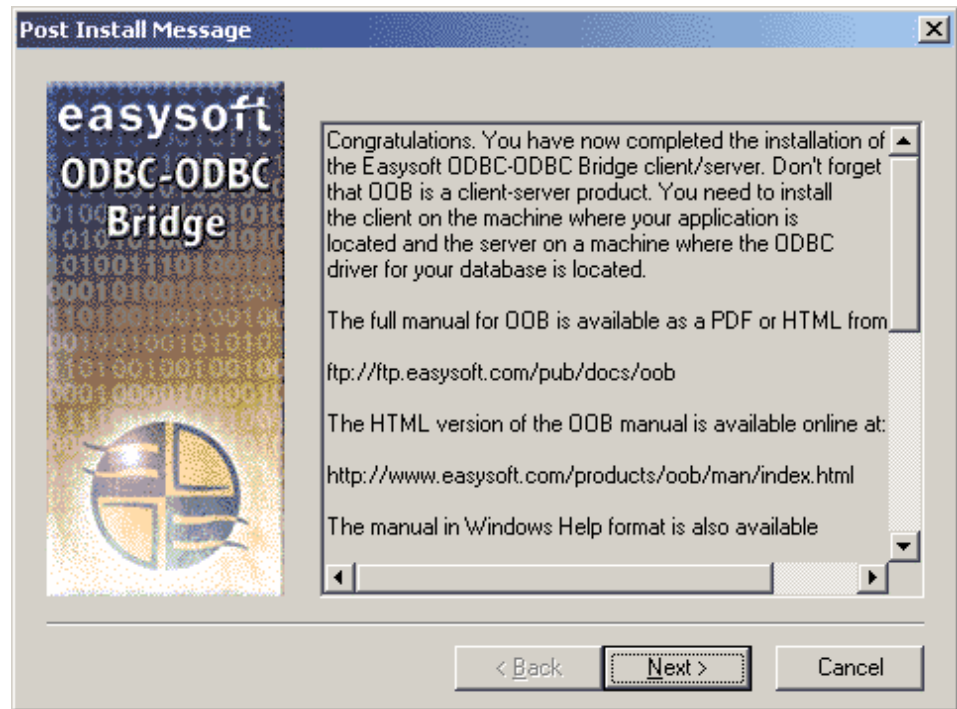 Post Install Message
easysoft
ODBC-ODBC
Bridge
Congratulations. You have now completed the installation of
the Easysoft ODBC-ODBC Bridge client/server. Don't forget
that OOB is a client-server product. You need to install
the client on the machine where your application is
located and the server on a machine where the ODBC
driver for your database is located.
The full manual for OOB is available as a PDF or HTML from
ftp://ftp.easysoft.com/pub/docs/oob
The HTML version of the OOB manual is available online at:
http://www.easysoft.com/products/oob/man/index.html
The manual in Windows Help format is also available
< Back
Next >
Cancel